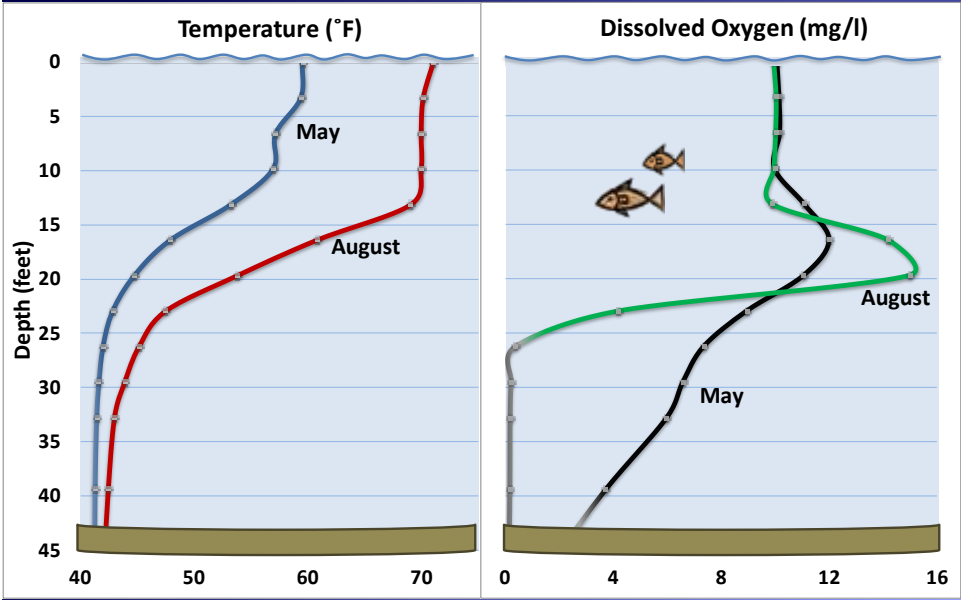 Temperature (˚F)
Dissolved Oxygen (mg/l)
Depth (feet)
0
5
10
15
20
25
30
35
40
45
May
August
40 50 60 70
August
May
0 4 8 12 16